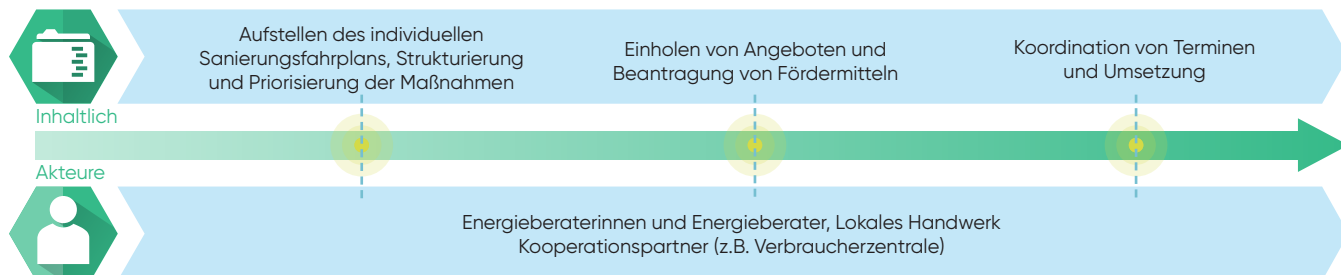 Aufstellen des individuellen
Sanierungsfahrplans, Strukturierung
und Priorisierung der Maßnahmen
Einholen von Angeboten und
Beantragung von Fördermitteln
Koordination von Terminen
und Umsetzung
Inhaltlich
Akteure
Energieberaterinnen und Energieberater, Lokales Handwerk
Kooperationspartner (z.B. Verbraucherzentrale)